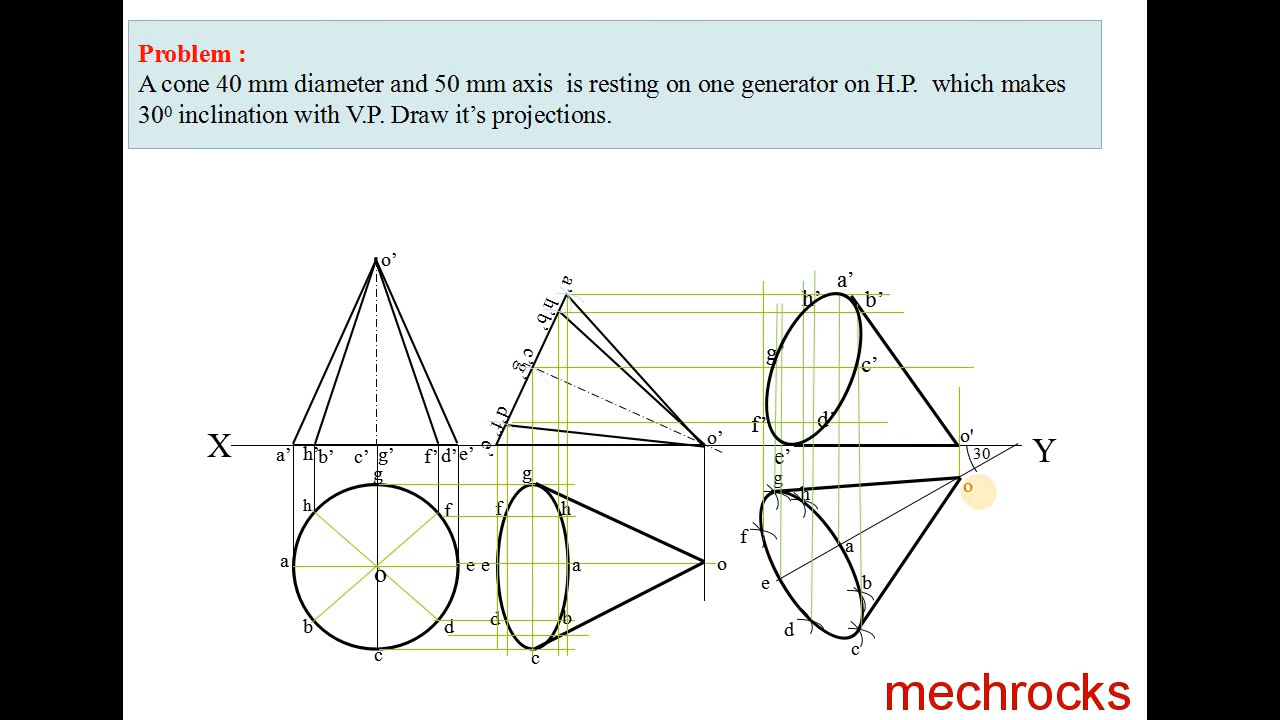 Problem :
A cone 40 mm diameter and 50 mm axis is resting on one generator on H.P. which makes
30⁰ inclination with V.P. Draw it’s projections.
o’
X
a’ h’ b’ c’ g’ f’ d’ e’
g
h f
a e
o
b d
c
a’
h’ b’
c’ g’
d’ f’
e’
o’
g
f h
e a
o
d b
c
a’
h’ b’
g c’
f’ d’
e’
o'
30
Y
g
h
o
f
a
e
b
d
c
mechrocks